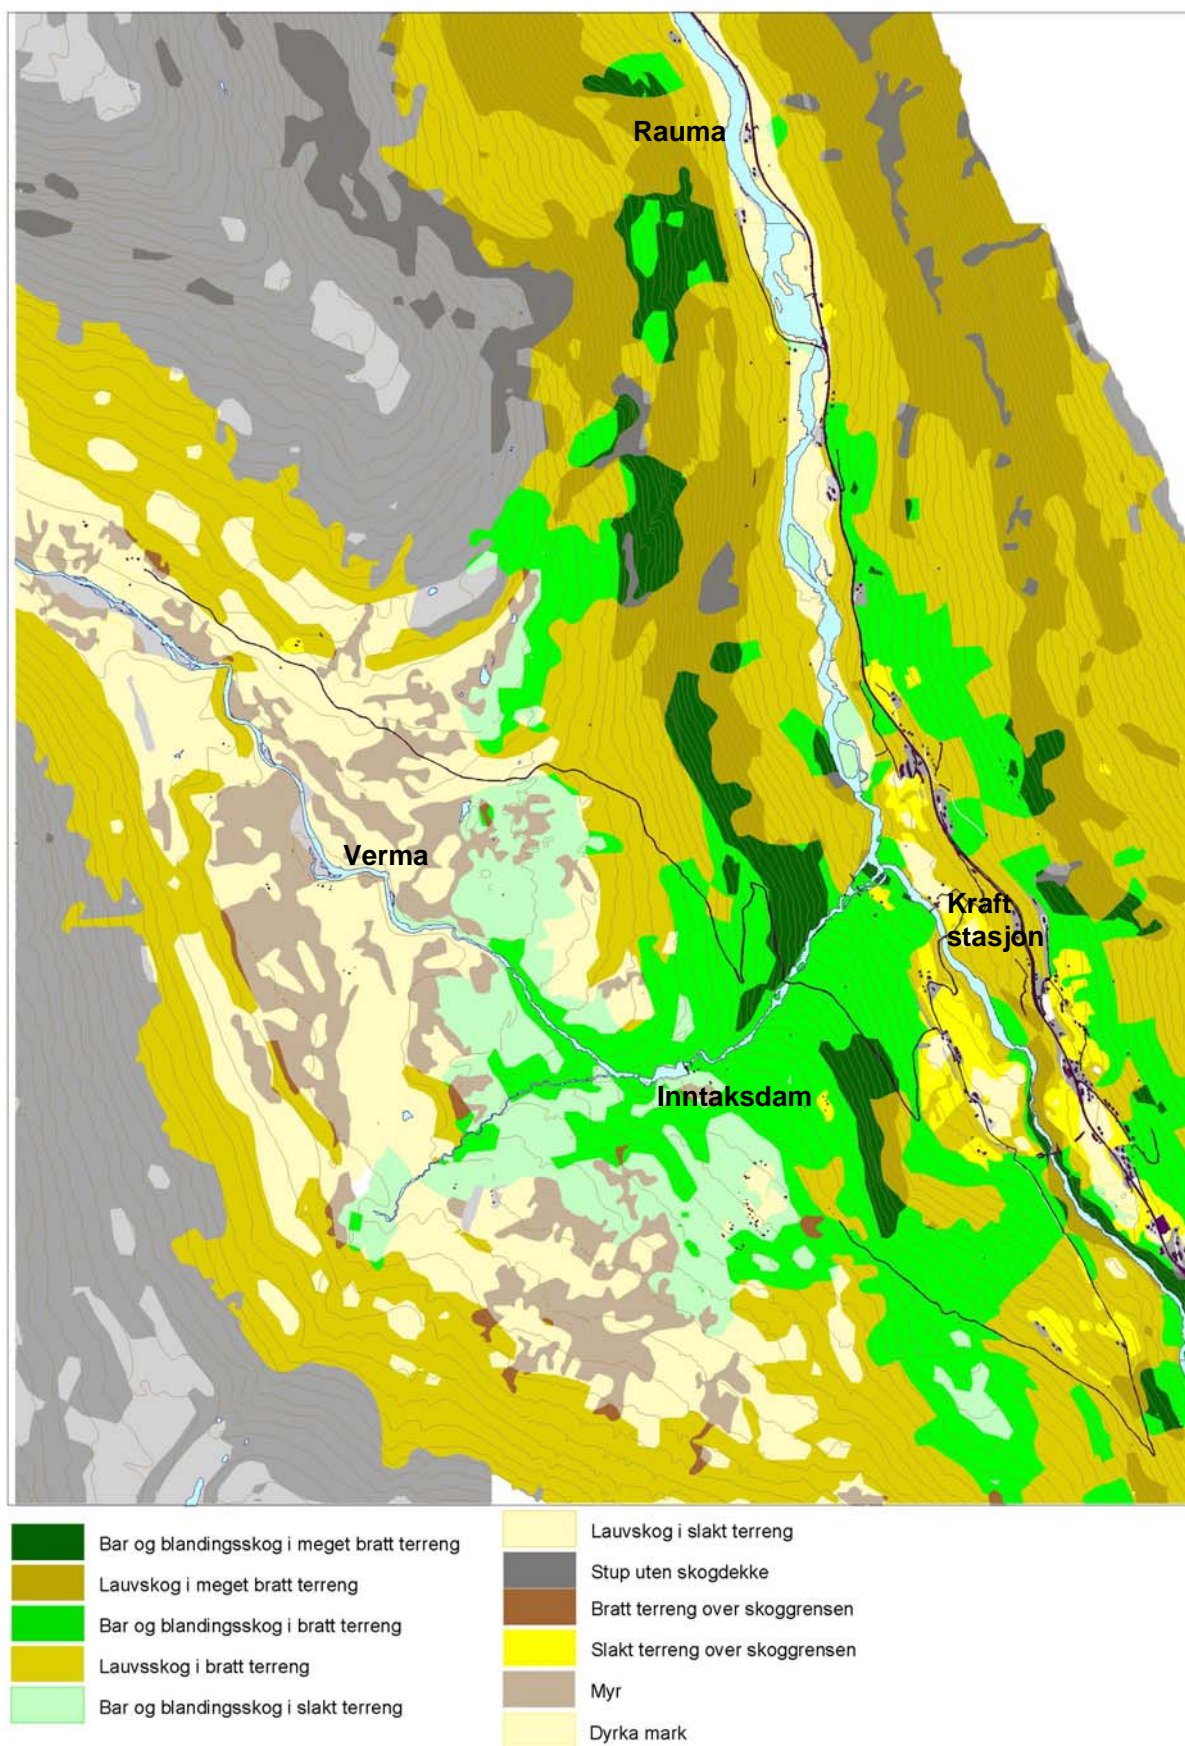 Rauma
Verma
Kraft
stasjon
Inntaksdam
Bar og blandingsskog i meget bratt terreng
Lauvskog i meget bratt terreng
Bar og blandingsskog i bratt terreng
Lauvsskog i bratt terreng
Bar og blandingsskog i slakt terreng
Lauvskog i slakt terreng
Stup uten skogdekke
Bratt terreng over skoggrensen
Slakt terreng over skoggrensen
Myr
Dyrka mark